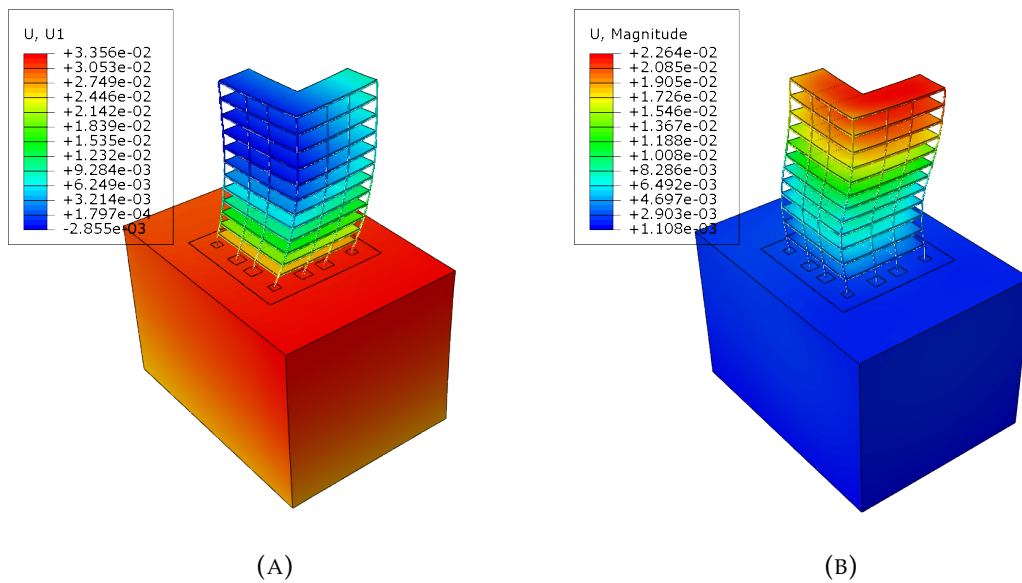 U, U1
+3.356e-02
+3.053e-02
+2.749e-02
+2.446e-02
+2.142e-02
+1.839e-02
+1.535e-02
+1.232e-02
+9.284e-03
+6.249e-03
+3.214e-03
+1.797e-04
-2.855e-03
U, Magnitude
+2.264e-02
+2.085e-02
+1.905e-02
+1.726e-02
+1.546e-02
+1.367e-02
+1.188e-02
+1.008e-02
+8.286e-03
+6.492e-03
+4.697e-03
+2.903e-03
+1.108e-03
(A)
(B)